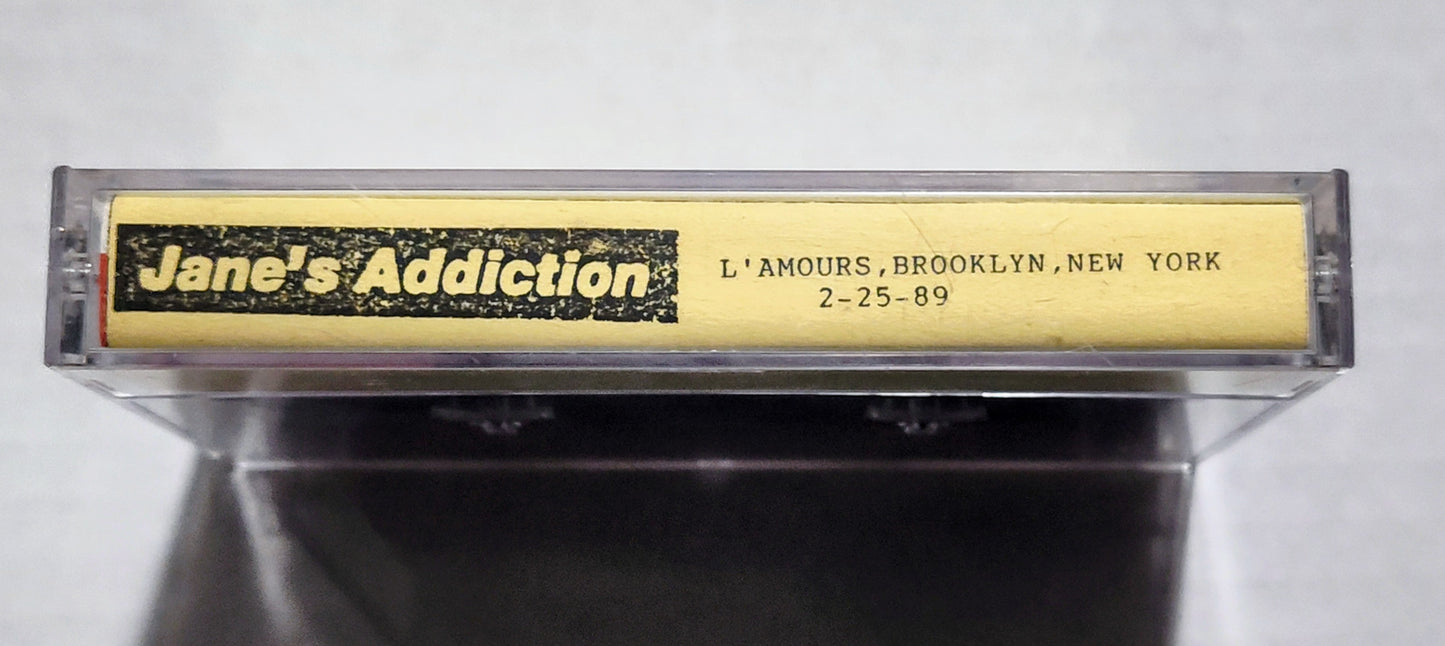 Jane's Addiction
L'AMOURS,BROOKLYN,NEW YORK
2-25-89